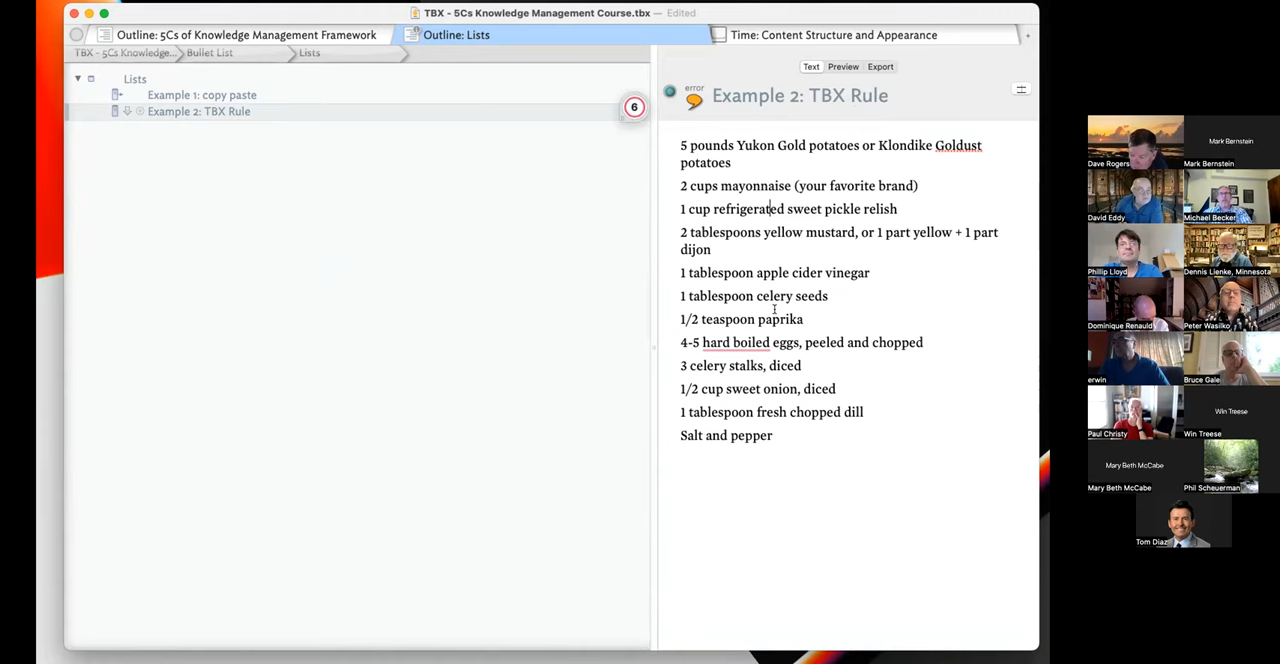 TBX - 5Cs Knowledge Management Course.tbx — Edited
Outline: 5Cs of Knowledge Management Framework
Outline: Lists
Time: Content Structure and Appearance
+
TBX - 5Cs Knowledge...
Bullet List
Lists
Lists
Example 1: copy paste
Example 2: TBX Rule
6
Text
Preview
Export
error
Example 2: TBX Rule
5 pounds Yukon Gold potatoes or Klondike Goldust
potatoes
2 cups mayonnaise (your favorite brand)
1 cup refrigerated sweet pickle relish
2 tablespoons yellow mustard, or 1 part yellow + 1 part
dijon
1 tablespoon apple cider vinegar
1 tablespoon celery seeds
1/2 teaspoon paprika
4-5 hard boiled eggs, peeled and chopped
3 celery stalks, diced
1/2 cup sweet onion, diced
1 tablespoon fresh chopped dill
Salt and pepper
Dave Rogers
Mark Bernstein
Mark Bernstein
David Eddy
Michael Becker
Phillip Lloyd
Dennis Lienke, Minnesota
Dominique Renauld
Peter Wasilko
erwin
Bruce Gale
Paul Christy
Win Treese
Win Treese
Mary Beth McCabe
Mary Beth McCabe
Phil Scheuerman
Tom Diaz